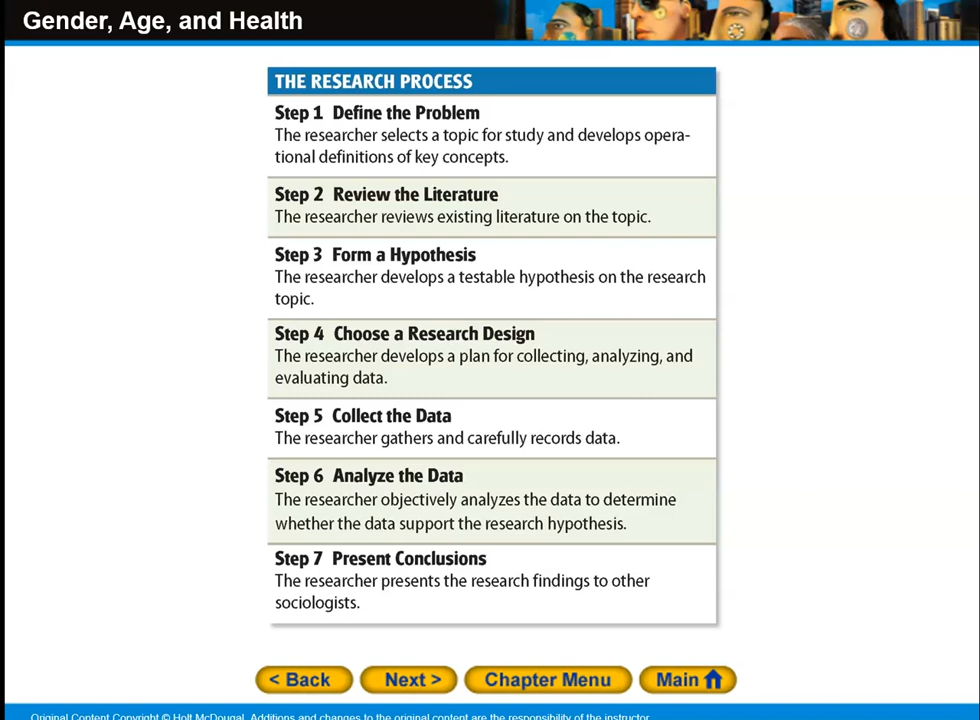 Gender, Age, and Health
THE RESEARCH PROCESS
Step 1 Define the Problem
The researcher selects a topic for study and develops opera-
tional definitions of key concepts.
Step 2 Review the Literature
The researcher reviews existing literature on the topic.
Step 3 Form a Hypothesis
The researcher develops a testable hypothesis on the research
topic.
Step 4 Choose a Research Design
The researcher develops a plan for collecting, analyzing, and
evaluating data.
Step 5 Collect the Data
The researcher gathers and carefully records data.
Step 6 Analyze the Data
The researcher objectively analyzes the data to determine
whether the data support the research hypothesis.
Step 7 Present Conclusions
The researcher presents the research findings to other
sociologists.
< Back Next > Chapter Menu Main
Original Content Copyright © Holt McDougal. Additions and changes to the original content are the responsibility of the instructor.